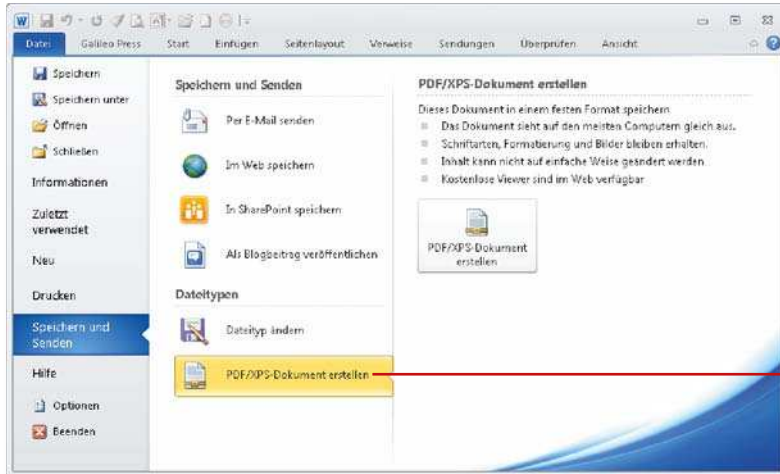 W
Datei Galileo Press Start Einfügen Seitenlayout Verweise Sendungen Überprüfen Ansicht
Speichern
Speichern unter
Öffnen
Schließen
Informationen
Zuletzt
verwendet
Neu
Drucken
Speichern und
Senden
Hilfe
Optionen
Beenden
Speichern und Senden
Per E-Mail senden
Im Web speichern
In SharePoint speichern
Als Blogbeitrag veröffentlichen
Dateitypen
Dateityp ändern
PDF/XPS-Dokument erstellen
PDF/XPS-Dokument erstellen
Dieses Dokument in einem festen Format speichern
Das Dokument sieht auf den meisten Computern gleich aus.
Schriftarten, Formatierung und Bilder bleiben erhalten.
Inhalt kann nicht auf einfache Weise geändert werden
Kostenlose Viewer sind im Web verfügbar
PDF/XPS-Dokument
erstellen